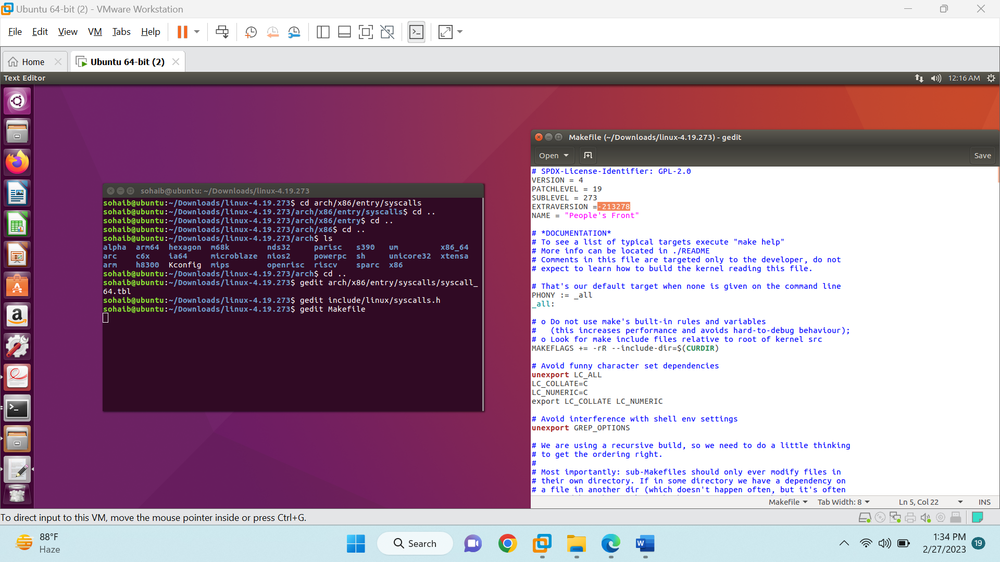 Ubuntu 64-bit (2) - VMware Workstation
File Edit View VM Tabs Help
Home Ubuntu 64-bit (2)
Text Editor 12:16 AM
Makefile (~/Downloads/linux-4.19.273) - gedit
Open Save
# SPDX-License-Identifier: GPL-2.0
VERSION = 4
PATCHLEVEL = 19
SUBLEVEL = 273
EXTRAVERSION =-213278
NAME = "People's Front"
# *DOCUMENTATION*
# To see a list of typical targets execute "make help"
# More info can be located in ./README
# Comments in this file are targeted only to the developer, do not
# expect to learn how to build the kernel reading this file.
# That's our default target when none is given on the command line
PHONY := _all
_all:
# o Do not use make's built-in rules and variables
#   (this increases performance and avoids hard-to-debug behaviour);
# o Look for make include files relative to root of kernel src
MAKEFLAGS += -rR --include-dir=$(CURDIR)
# Avoid funny character set dependencies
unexport LC_ALL
LC_COLLATE=C
LC_NUMERIC=C
export LC_COLLATE LC_NUMERIC
# Avoid interference with shell env settings
unexport GREP_OPTIONS
# We are using a recursive build, so we need to do a little thinking
# to get the ordering right.
#
# Most importantly: sub-Makefiles should only ever modify files in
# their own directory. If in some directory we have a dependency on
# a file in another dir (which doesn't happen often, but it's often
Makefile Tab Width: 8 Ln 5, Col 22 INS
sohaib@ubuntu: ~/Downloads/linux-4.19.273
sohaib@ubuntu:~/Downloads/linux-4.19.273$ cd arch/x86/entry/syscalls
sohaib@ubuntu:~/Downloads/linux-4.19.273/arch/x86/entry/syscalls$ cd ..
sohaib@ubuntu:~/Downloads/linux-4.19.273/arch/x86/entry$ cd ..
sohaib@ubuntu:~/Downloads/linux-4.19.273/arch/x86$ cd ..
sohaib@ubuntu:~/Downloads/linux-4.19.273/arch$ ls
alpha arm64 hexagon m68k nds32 parisc s390 um x86_64
arc c6x ia64 microblaze nios2 powerpc sh unicore32 xtensa
arm h8300 Kconfig mips openrisc riscv sparc x86
sohaib@ubuntu:~/Downloads/linux-4.19.273/arch$ cd ..
sohaib@ubuntu:~/Downloads/linux-4.19.273$ gedit arch/x86/entry/syscalls/syscall_
64.tbl
sohaib@ubuntu:~/Downloads/linux-4.19.273$ gedit include/linux/syscalls.h
sohaib@ubuntu:~/Downloads/linux-4.19.273$ gedit Makefile
To direct input to this VM, move the mouse pointer inside or press Ctrl+G.
88°F
Haze
Search
1:34 PM
2/27/2023
19